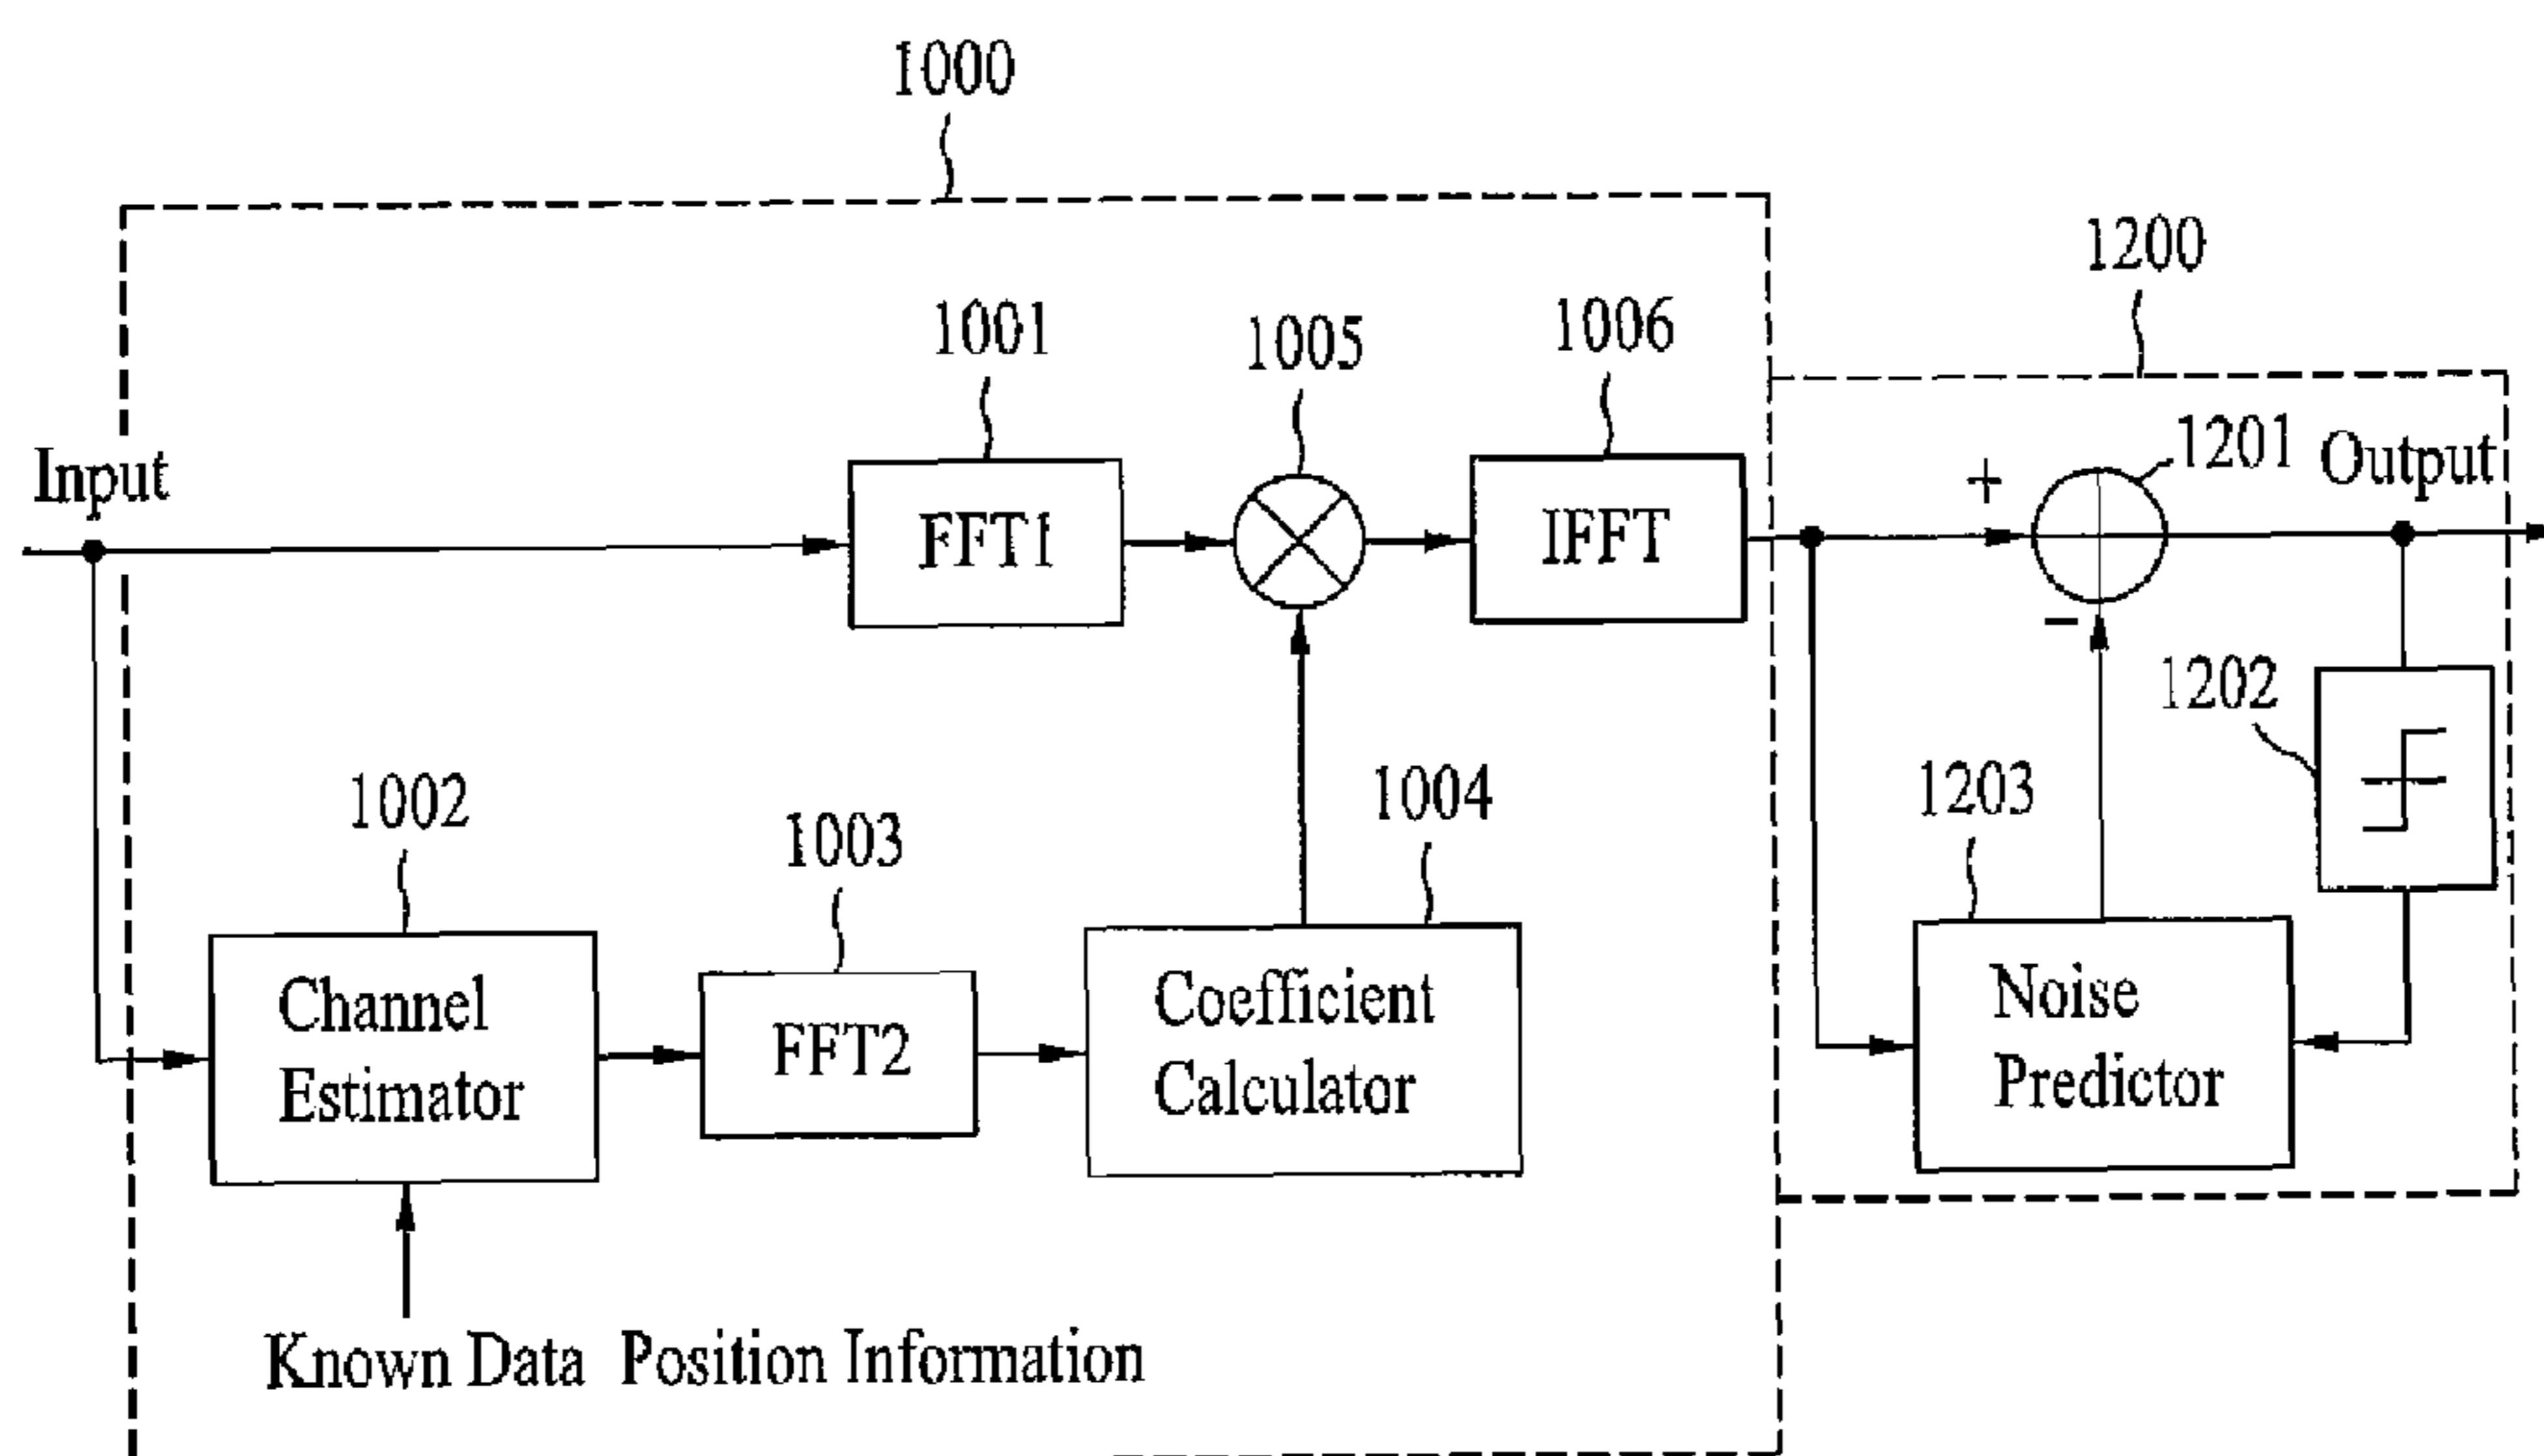 1000
1200
1001
1005
1006
1201
Input
Output
+
FFT1
IFFT
−
1202
1002
1003
1004
1203
Channel
Estimator
FFT2
Coefficient
Calculator
Noise
Predictor
Known Data Position Information